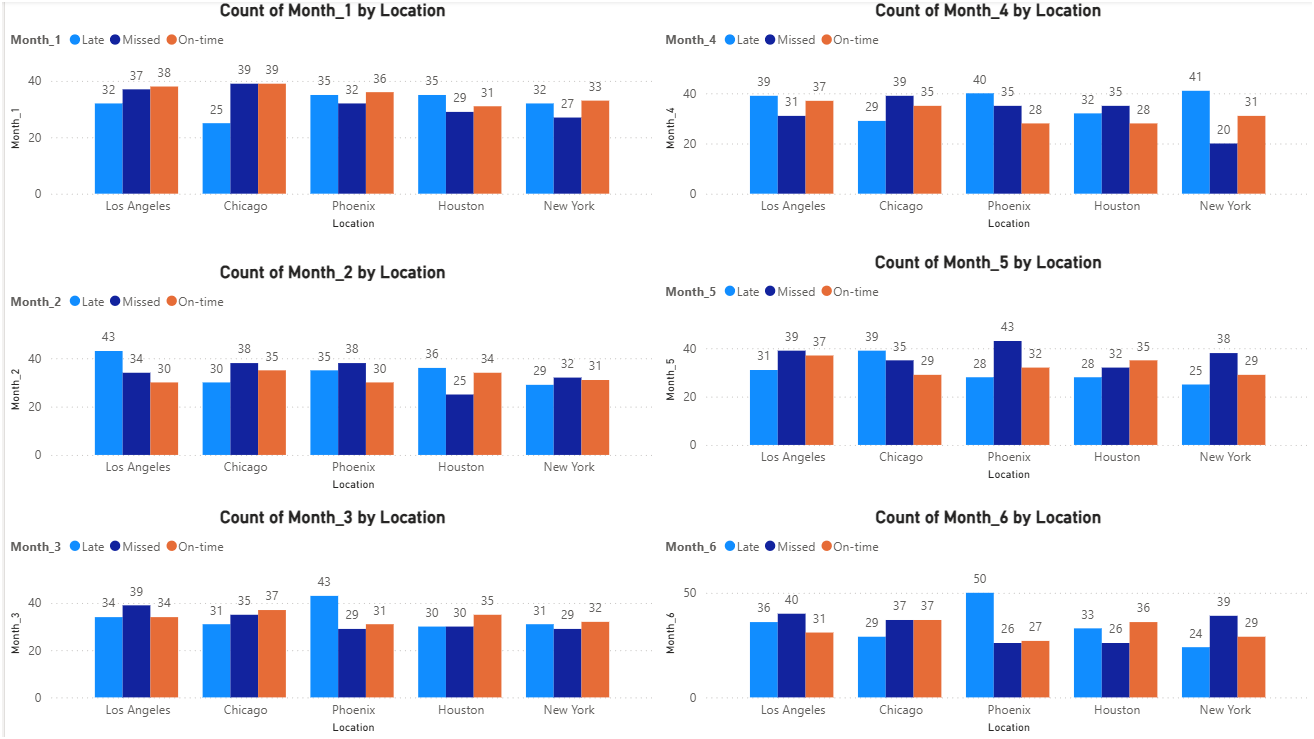 Count of Month_1 by Location
Month_1 Late Missed On-time
Month_1
40
20
0
32 37 38
25 39 39
35 32 36
35 29 31
32 27 33
Los Angeles Chicago Phoenix Houston New York
Location
Count of Month_2 by Location
Month_2 Late Missed On-time
Month_2
40
20
0
43 34 30
30 38 35
35 38 30
36 25 34
29 32 31
Los Angeles Chicago Phoenix Houston New York
Location
Count of Month_3 by Location
Month_3 Late Missed On-time
Month_3
40
20
0
34 39 34
31 35 37
43 29 31
30 30 35
31 29 32
Los Angeles Chicago Phoenix Houston New York
Location
Count of Month_4 by Location
Month_4 Late Missed On-time
Month_4
40
20
0
39 31 37
29 39 35
40 35 28
32 35 28
41 20 31
Los Angeles Chicago Phoenix Houston New York
Location
Count of Month_5 by Location
Month_5 Late Missed On-time
Month_5
40
20
0
31 39 37
39 35 29
28 43 32
28 32 35
25 38 29
Los Angeles Chicago Phoenix Houston New York
Location
Count of Month_6 by Location
Month_6 Late Missed On-time
Month_6
50
0
36 40 31
29 37 37
50 26 27
33 26 36
24 39 29
Los Angeles Chicago Phoenix Houston New York
Location